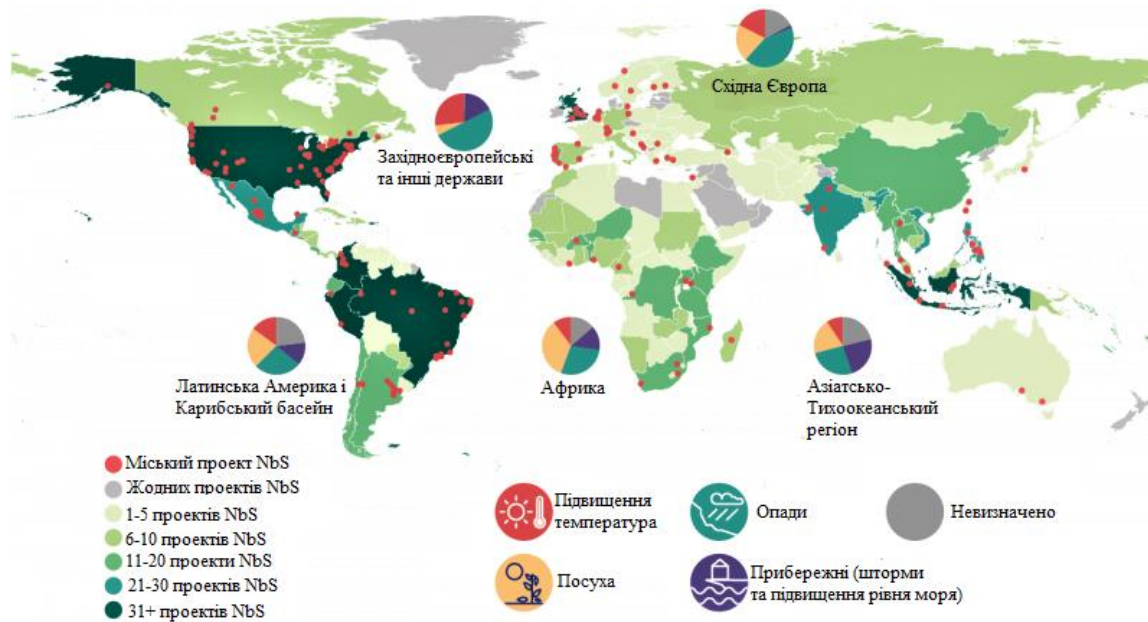 Східна Європа
Західноєвропейські
та інші держави
Латинська Америка і
Карибський басейн
Африка
Азіатсько-
Тихоокеанський
регіон
Міський проект NbS
Жодних проектів NbS
1-5 проектів NbS
6-10 проектів NbS
11-20 проекти NbS
21-30 проектів NbS
31+ проектів NbS
Підвищення
температура
Опади
Невизначено
Посуха
Прибережні (шторми
та підвищення рівня моря)